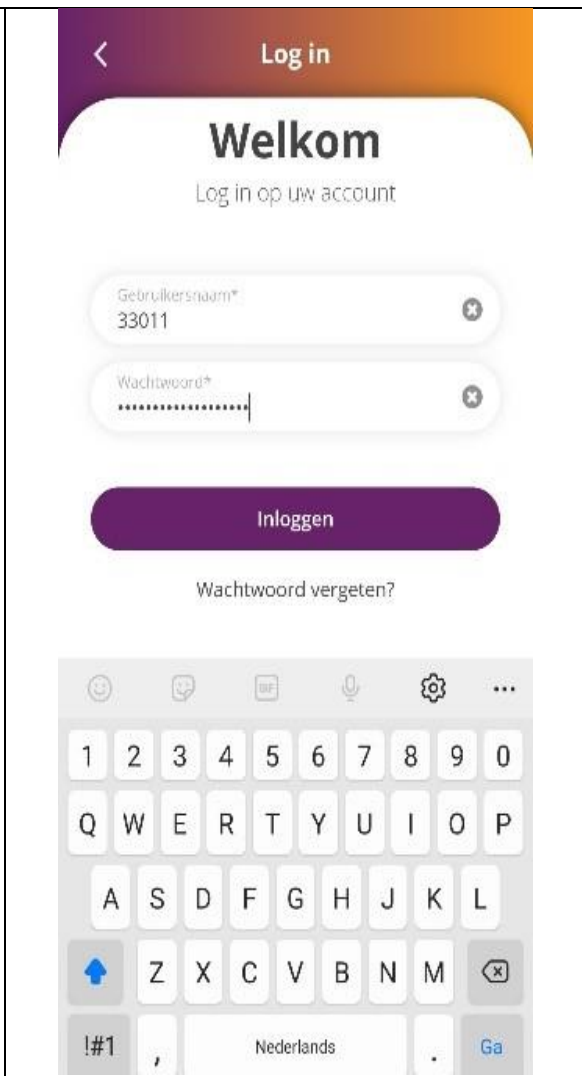 Log in
Welkom
Log in op uw account
Gebruikersnaam*
33011
Wachtwoord*
•••••••••••••••••••
Inloggen
Wachtwoord vergeten?
GIF
1 2 3 4 5 6 7 8 9 0
Q W E R T Y U I O P
A S D F G H J K L
Z X C V B N M
!#1 , Nederlands . Ga